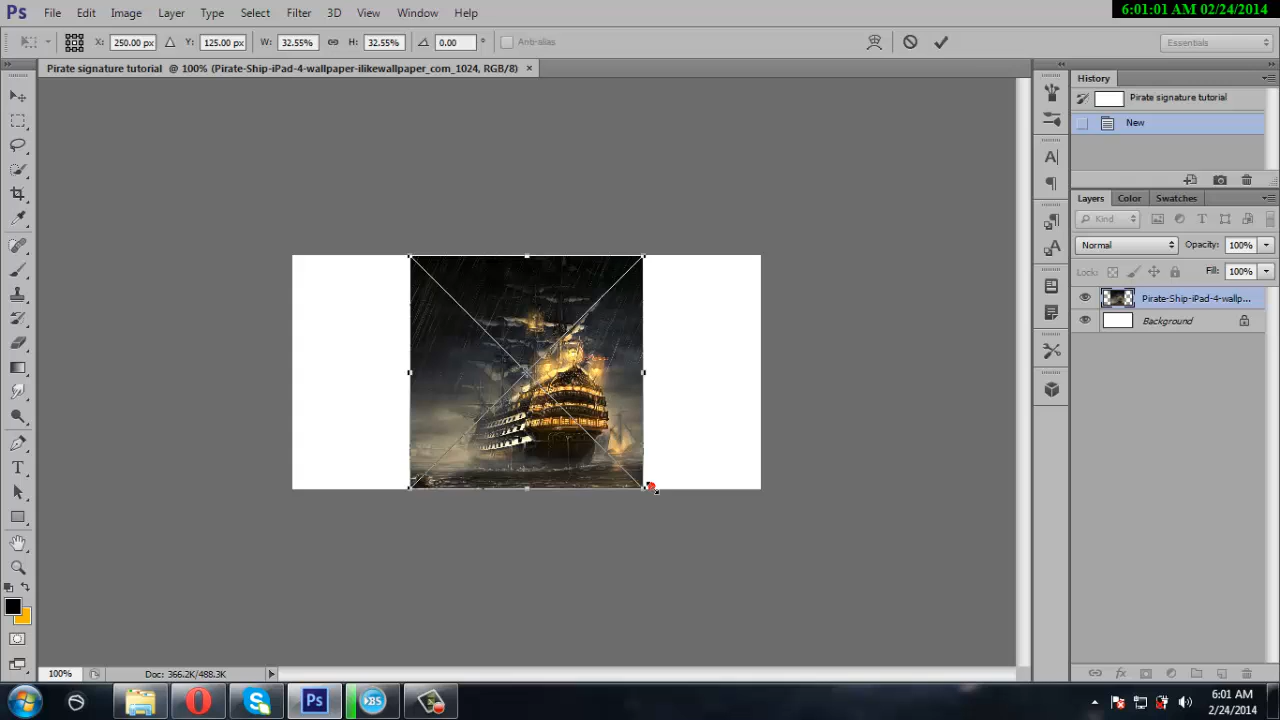 6:01:01 AM 02/24/2014
Ps File Edit Image Layer Type Select Filter 3D View Window Help
X: 250.00 px Y: 125.00 px W: 32.55% H: 32.55% 0.00 ° Anti-alias Essentials
Pirate signature tutorial @ 100% (Pirate-Ship-iPad-4-wallpaper-ilikewallpaper_com_1024, RGB/8) ×
History
Pirate signature tutorial
New
Layers Color Swatches
Kind
Normal Opacity: 100%
Lock: Fill: 100%
Pirate-Ship-iPad-4-wallp...
Background
100% Doc: 366.2K/488.3K
Ps
6:01 AM
2/24/2014